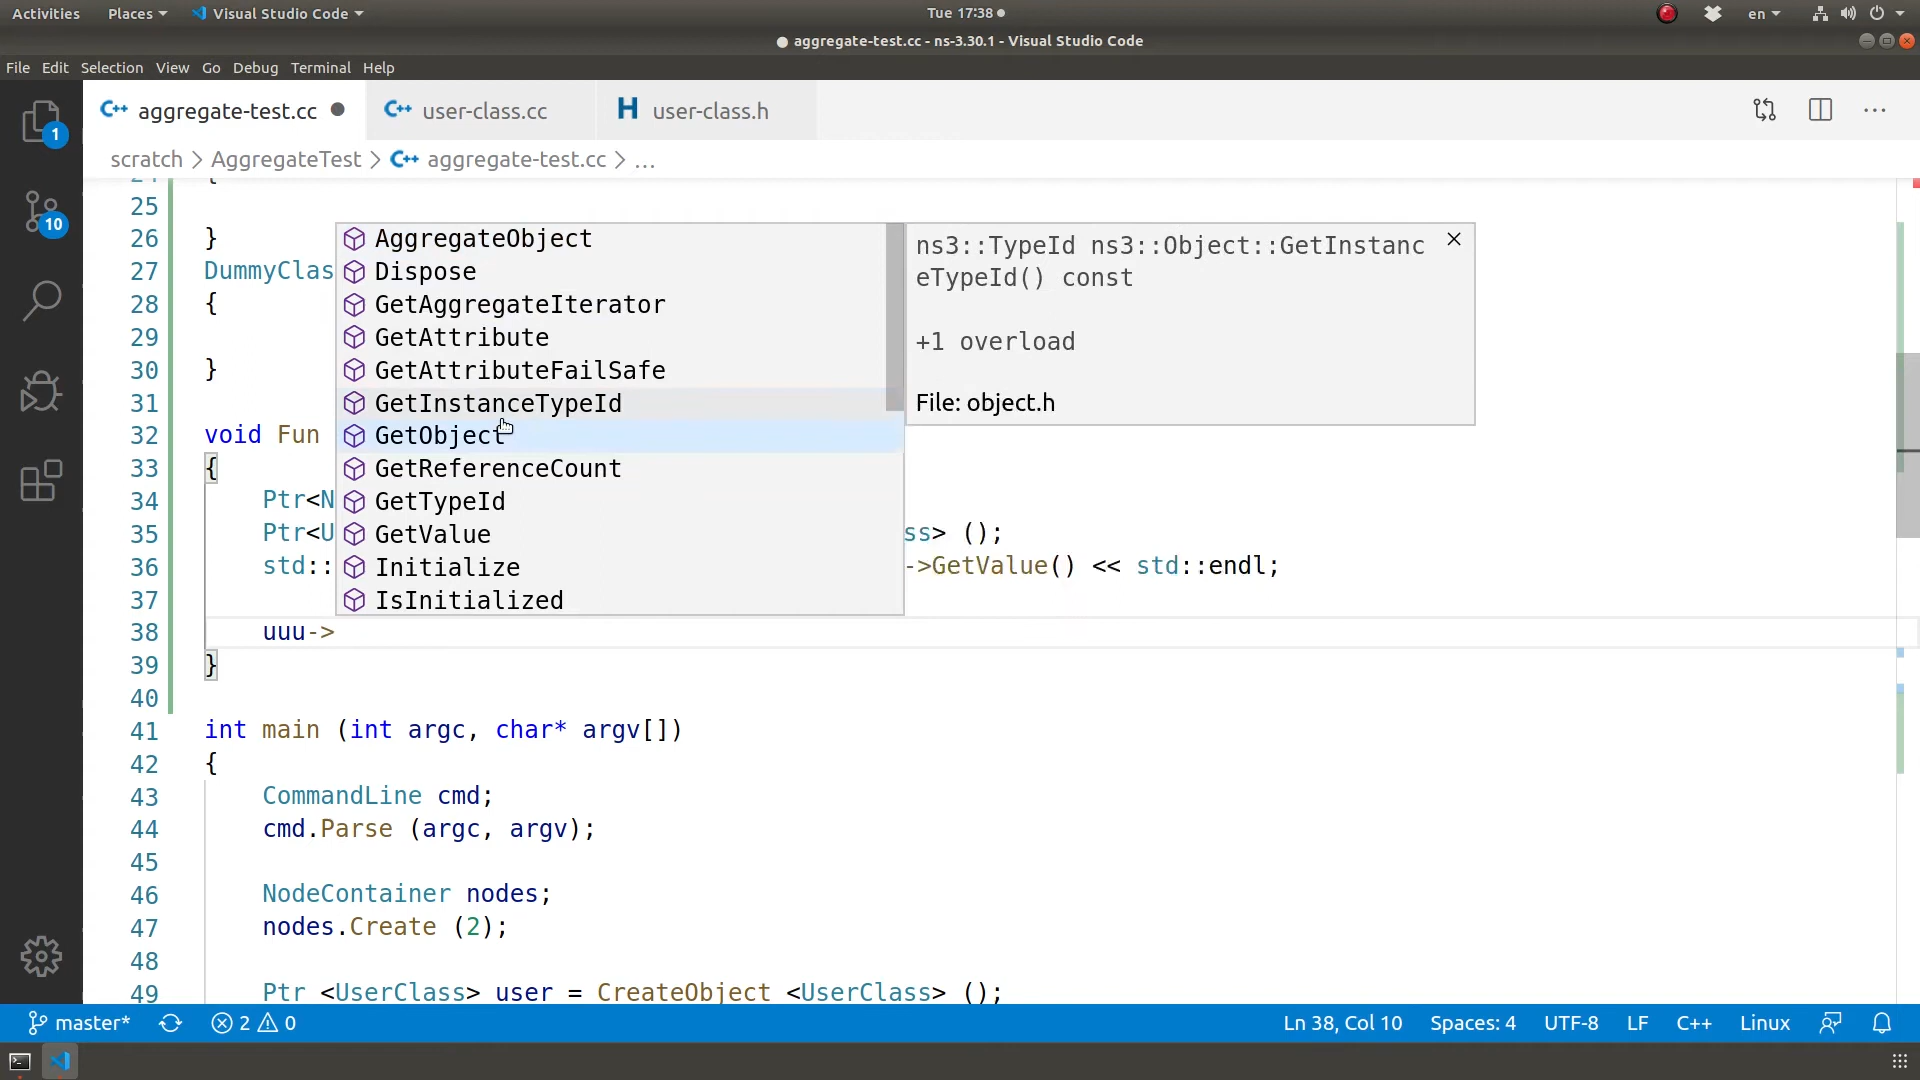 Activities Places Visual Studio Code Tue 17:38 en
aggregate-test.cc - ns-3.30.1 - Visual Studio Code
File Edit Selection View Go Debug Terminal Help
1
10
C++ aggregate-test.cc C++ user-class.cc H user-class.h
scratch > AggregateTest > C++ aggregate-test.cc > ...
24 {
25
26 }
27 DummyClas
28 {
29
30 }
31
32 void Fun
33 {
34 Ptr<N
35 Ptr<U ss> ();
36 std:: ->GetValue() << std::endl;
37
38 uuu->
39 }
40
41 int main (int argc, char* argv[])
42 {
43 CommandLine cmd;
44 cmd.Parse (argc, argv);
45
46 NodeContainer nodes;
47 nodes.Create (2);
48
49 Ptr <UserClass> user = CreateObject <UserClass> ();
AggregateObject
Dispose
GetAggregateIterator
GetAttribute
GetAttributeFailSafe
GetInstanceTypeId
GetObject
GetReferenceCount
GetTypeId
GetValue
Initialize
IsInitialized
ns3::TypeId ns3::Object::GetInstanc
eTypeId() const
+1 overload
File: object.h
master* 2 0 Ln 38, Col 10 Spaces: 4 UTF-8 LF C++ Linux